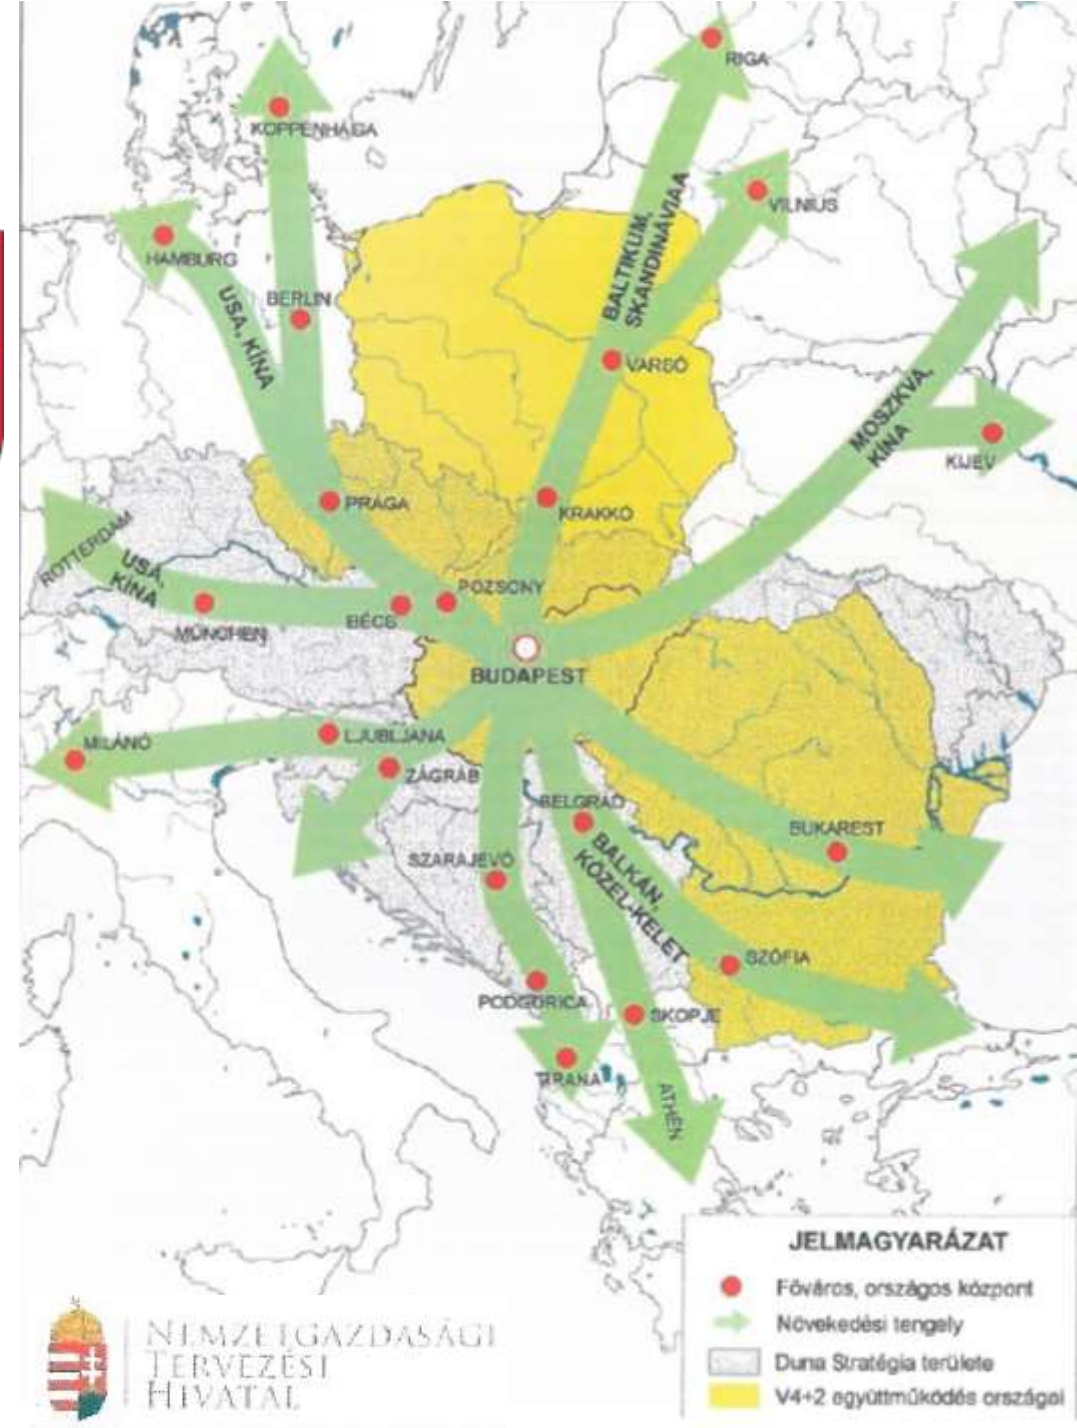 RIGA
KOPPENHÁGA
VILNIUS
BALTIKUM,
SKANDINÁVIA A
HAMBURG
BERLIN
USA, KÍNA
VARSÓ
MOSZKVA,
KÍNA
KIJEV
PRÁGA
KRAKKÓ
ROTTERDAM
USA,
KÍNA
POZSONY
BÉCS
MÜNCHEN
BUDAPEST
MILÁNÓ
LJUBLJANA
ZÁGRÁB
BELGRÁD
BUKAREST
BALKÁN,
KÖZEL-KELET
SZARAJEVÓ
SZÓFIA
PODGORICA
SKOPJE
TIRANA
ATHÉN
JELMAGYARÁZAT
Főváros, országos központ
Növekedési tengely
Duna Stratégia területe
V4+2 együttműködés országai
NEMZETGAZDASÁGI
TERVEZÉSI
HIVATAL